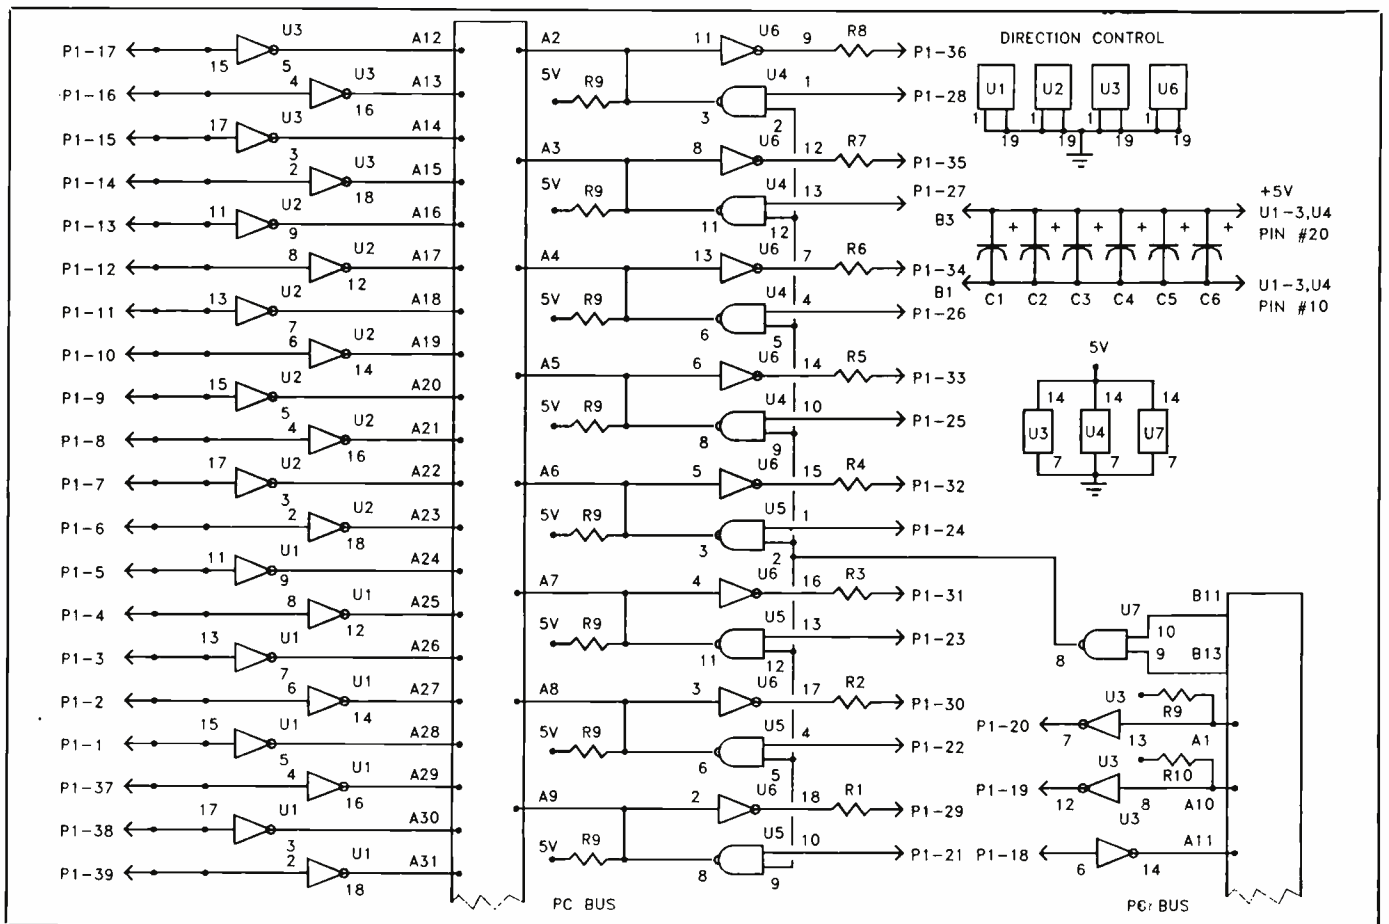 P1-17 15 U3 5 A12
P1-16 4 U3 16 A13
P1-15 17 U3 3 A14
P1-14 2 U3 18 A15
P1-13 11 U2 9 A16
P1-12 8 U2 12 A17
P1-11 13 U2 7 A18
P1-10 6 U2 14 A19
P1-9 15 U2 5 A20
P1-8 4 U2 16 A21
P1-7 17 U2 3 A22
P1-6 2 U2 18 A23
P1-5 11 U1 9 A24
P1-4 8 U1 12 A25
P1-3 13 U1 7 A26
P1-2 6 U1 14 A27
P1-1 15 U1 5 A28
P1-37 4 U1 16 A29
P1-38 17 U1 3 A30
P1-39 2 U1 18 A31
A2 11 U6 9 R8 P1-36
5V R9 3 U4 1 2 P1-28
A3 8 U6 12 R7 P1-35
5V R9 11 U4 13 12 P1-27
A4 13 U6 7 R6 P1-34
5V R9 6 U4 4 5 P1-26
A5 6 U6 14 R5 P1-33
5V R9 8 U4 10 9 P1-25
A6 5 U6 15 R4 P1-32
5V R9 3 U5 1 2 P1-24
A7 4 U6 16 R3 P1-31
5V R9 11 U5 13 12 P1-23
A8 3 U6 17 R2 P1-30
5V R9 6 U5 4 5 P1-22
A9 2 U6 18 R1 P1-29
5V R9 8 U5 10 9 P1-21
PC BUS
DIRECTION CONTROL
U1 U2 U3 U6
1 19 1 19 1 19 1 19
B3 + + + + + +
+5V
U1-3,U4
PIN #20
B1 C1 C2 C3 C4 C5 C6
U1-3,U4
PIN #10
5V
14 14 14
U3 U4 U7
7 7 7
8 U7 10 B11
9 B13
P1-20 7 U3 13 R9 A1
P1-19 12 U3 8 R10 A10
P1-18 6 U3 14 A11
BUS